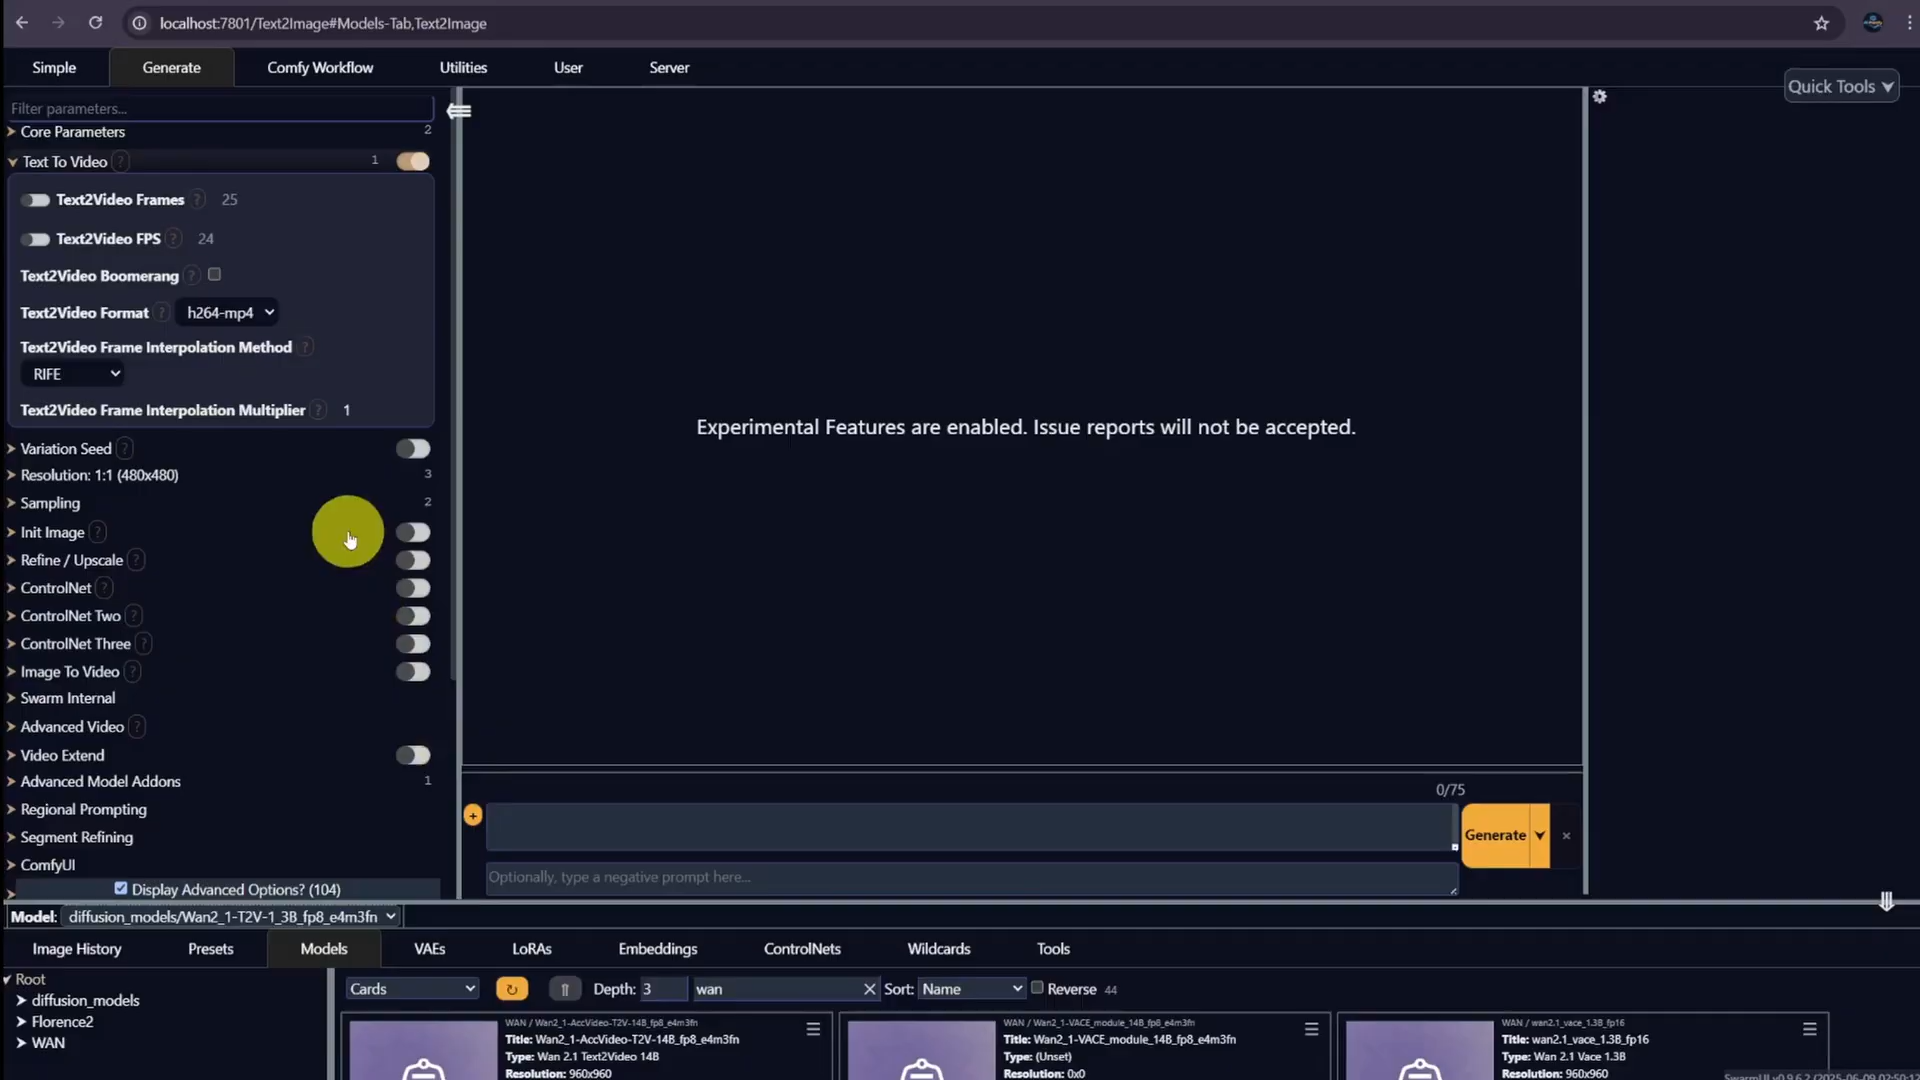 localhost:7801/Text2Image#Models-Tab,Text2Image
Simple
Generate
Comfy Workflow
Utilities
User
Server
Quick Tools
Filter parameters...
Core Parameters 2
Text To Video ? 1
Text2Video Frames ? 25
Text2Video FPS ? 24
Text2Video Boomerang ?
Text2Video Format ? h264-mp4
Text2Video Frame Interpolation Method ?
RIFE
Text2Video Frame Interpolation Multiplier ? 1
Variation Seed ?
Resolution: 1:1 (480x480) 3
Sampling 2
Init Image ?
Refine / Upscale ?
ControlNet ?
ControlNet Two ?
ControlNet Three ?
Image To Video ?
Swarm Internal
Advanced Video ?
Video Extend
Advanced Model Addons 1
Regional Prompting
Segment Refining
ComfyUI
Display Advanced Options? (104)
Experimental Features are enabled. Issue reports will not be accepted.
0/75
+
Generate
×
Optionally, type a negative prompt here...
Model: diffusion_models/Wan2_1-T2V-1_3B_fp8_e4m3fn
Image History
Presets
Models
VAEs
LoRAs
Embeddings
ControlNets
Wildcards
Tools
Root
diffusion_models
Florence2
WAN
Cards
Depth: 3
wan
Sort: Name
Reverse 44
WAN / Wan2_1-AccVideo-T2V-14B_fp8_e4m3fn
Title: Wan2_1-AccVideo-T2V-14B_fp8_e4m3fn
Type: Wan 2.1 Text2Video 14B
Resolution: 960x960
WAN / Wan2_1-VACE_module_14B_fp8_e4m3fn
Title: Wan2_1-VACE_module_14B_fp8_e4m3fn
Type: (Unset)
Resolution: 0x0
WAN / wan2.1_vace_1.3B_fp16
Title: wan2.1_vace_1.3B_fp16
Type: Wan 2.1 Vace 1.3B
Resolution: 960x960